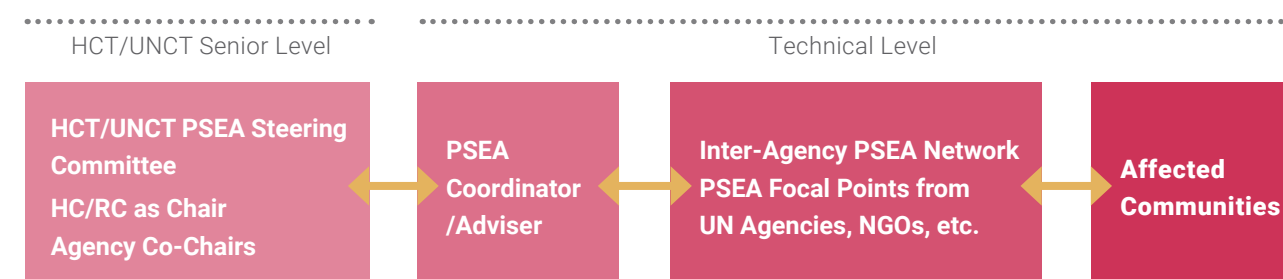 HCT/UNCT Senior Level
Technical Level
HCT/UNCT PSEA Steering
Committee
HC/RC as Chair
Agency Co-Chairs
PSEA
Coordinator
/Adviser
Inter-Agency PSEA Network
PSEA Focal Points from
UN Agencies, NGOs, etc.
Affected
Communities